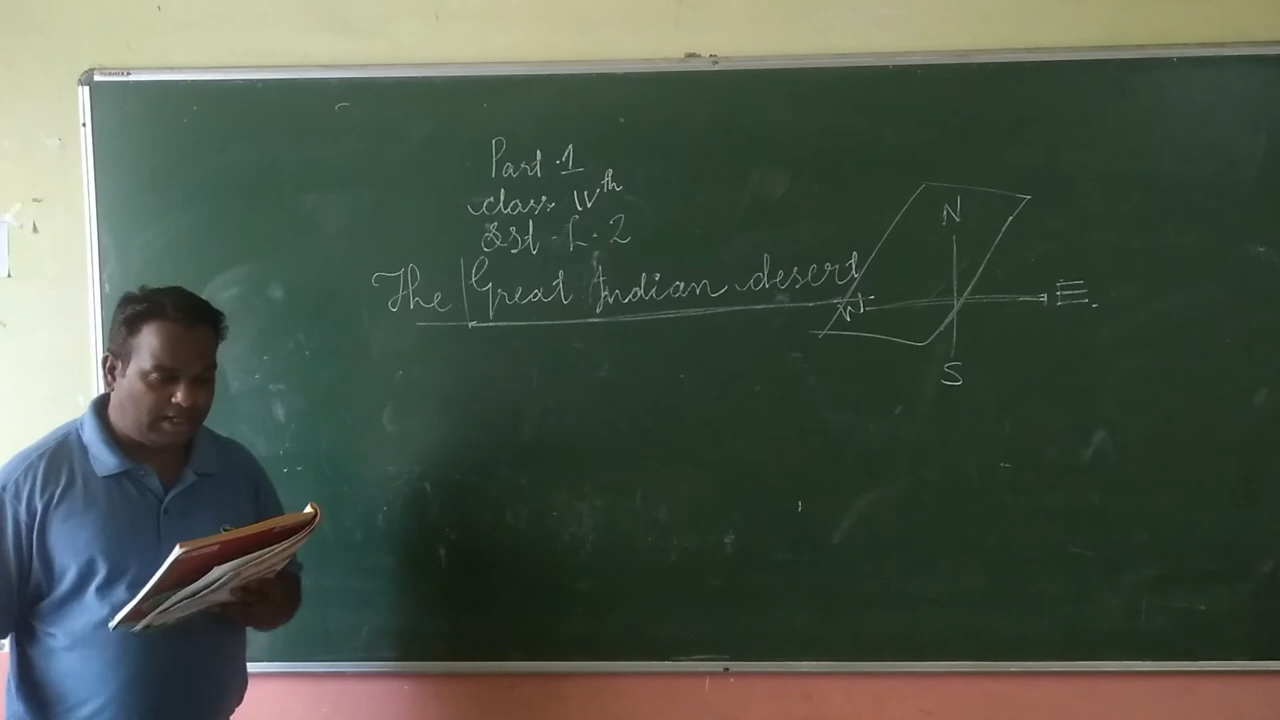 Part.1
class IVth
SSt - L. 2
The Great Indian desert
N
W
E.
S